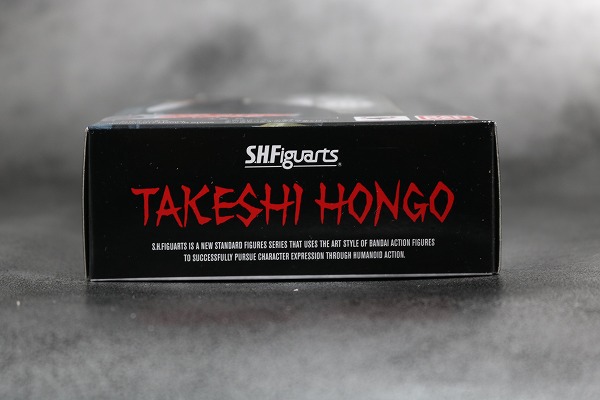 S.H.Figuarts
TAKESHI HONGO
S.H.FIGUARTS IS A NEW STANDARD FIGURES SERIES THAT USES THE ART STYLE OF BANDAI ACTION FIGURES
TO SUCCESSFULLY PURSUE CHARACTER EXPRESSION THROUGH HUMANOID ACTION.